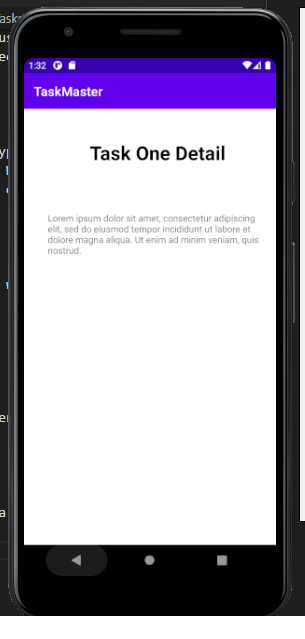 Tasks
1:32
TaskMaster
Task One Detail
Lorem ipsum dolor sit amet, consectetur adipiscing
elit, sed do eiusmod tempor incididunt ut labore et
dolore magna aliqua. Ut enim ad minim veniam, quis
nostrud.